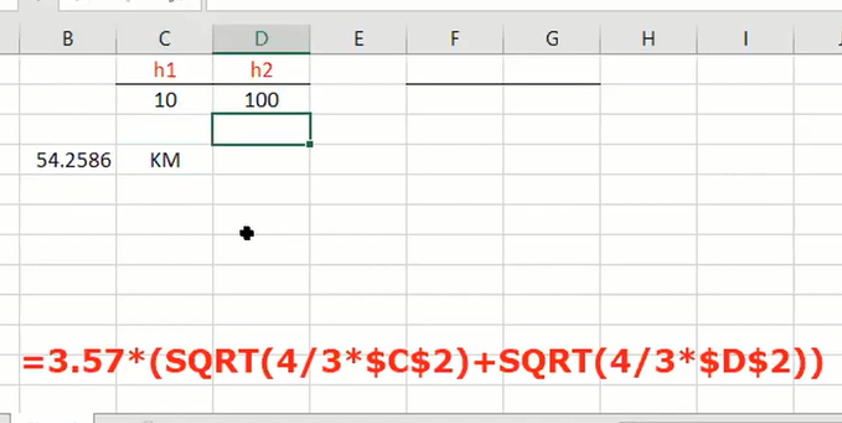 B C D E F G H I
h1 h2
10 100
54.2586 KM
=3.57*(SQRT(4/3*$C$2)+SQRT(4/3*$D$2))